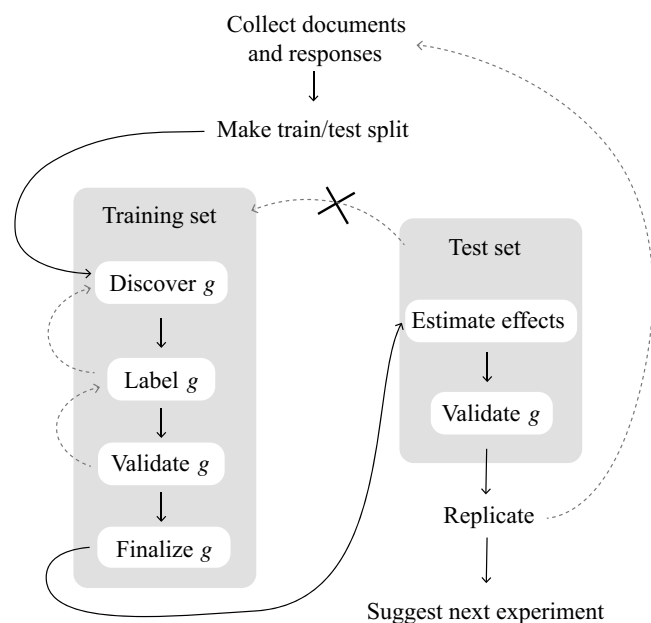 Collect documents
and responses
Make train/test split
Training set
Discover g
Label g
Validate g
Finalize g
Test set
Estimate effects
Validate g
Replicate
Suggest next experiment